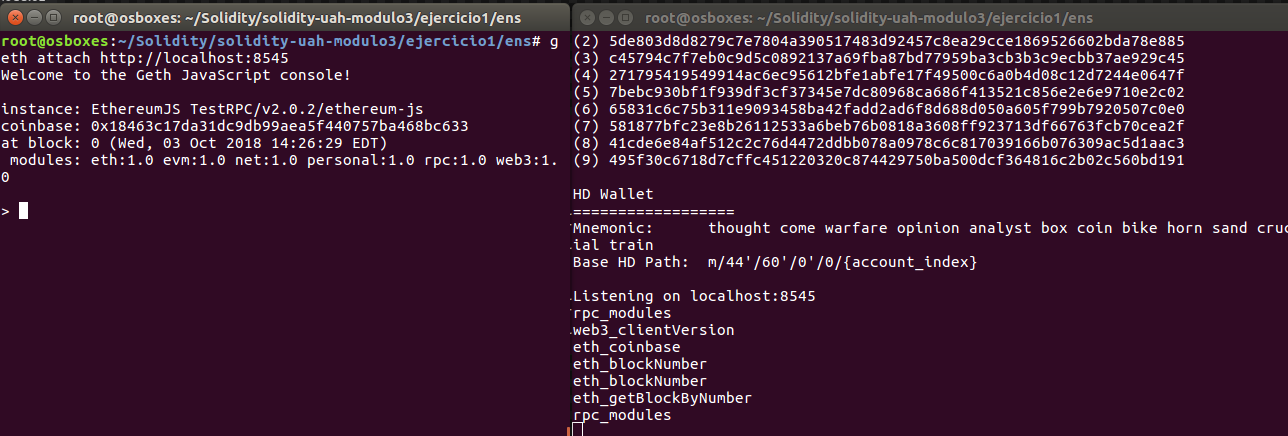 root@osboxes: ~/Solidity/solidity-uah-modulo3/ejercicio1/ens
root@osboxes:~/Solidity/solidity-uah-modulo3/ejercicio1/ens# g
eth attach http://localhost:8545
Welcome to the Geth JavaScript console!
instance: EthereumJS TestRPC/v2.0.2/ethereum-js
coinbase: 0x18463c17da31dc9db99aea5f440757ba468bc633
at block: 0 (Wed, 03 Oct 2018 14:26:29 EDT)
modules: eth:1.0 evm:1.0 net:1.0 personal:1.0 rpc:1.0 web3:1.
0
>
root@osboxes: ~/Solidity/solidity-uah-modulo3/ejercicio1/ens
(2) 5de803d8d8279c7e7804a390517483d92457c8ea29cce1869526602bda78e885
(3) c45794c7f7eb0c9d5c0892137a69fba87bd77959ba3cb3b3c9ecbb37ae929c45
(4) 271795419549914ac6ec95612bfe1abfe17f49500c6a0b4d08c12d7244e0647f
(5) 7bebc930bf1f939df3cf37345e7dc80968ca686f413521c856e2e6e9710e2c02
(6) 65831c6c75b311e9093458ba42fadd2ad6f8d688d050a605f799b7920507c0e0
(7) 581877bfc23e8b26112533a6beb76b0818a3608ff923713df66763fcb70cea2f
(8) 41cde6e84af512c2c76d4472ddbb078a0978c6c817039166b076309ac5d1aac3
(9) 495f30c6718d7cffc451220320c874429750ba500dcf364816c2b02c560bd191
HD Wallet
==================
Mnemonic:      thought come warfare opinion analyst box coin bike horn sand cruc
ial train
Base HD Path:  m/44'/60'/0'/0/{account_index}
Listening on localhost:8545
rpc_modules
web3_clientVersion
eth_coinbase
eth_blockNumber
eth_blockNumber
eth_getBlockByNumber
rpc_modules